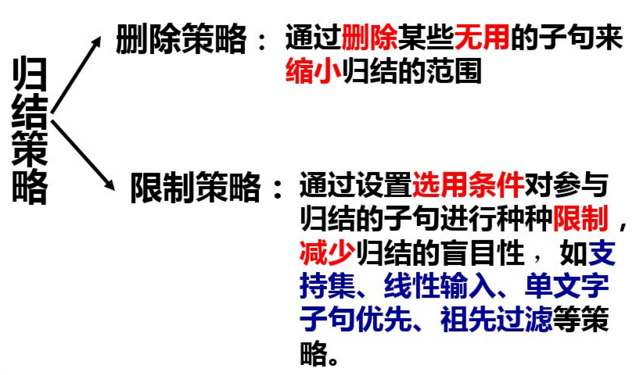 归结策略
删除策略：
通过删除某些无用的子句来
缩小归结的范围
限制策略：
通过设置选用条件对参与
归结的子句进行种种限制，
减少归结的盲目性，如支
持集、线性输入、单文字
子句优先、祖先过滤等策
略。